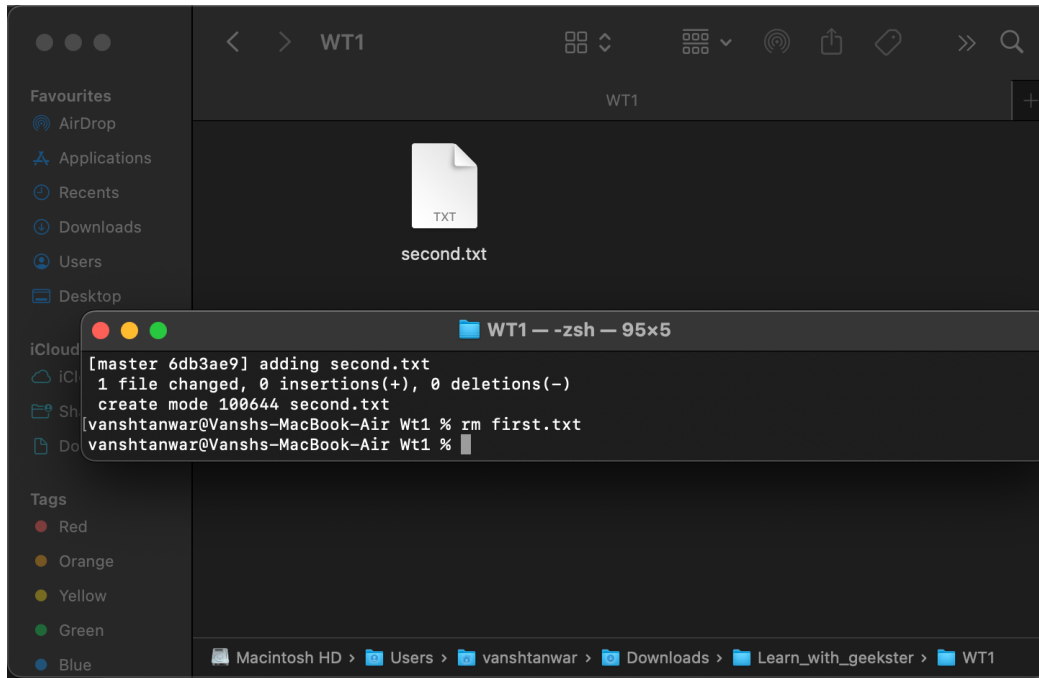 WT1
WT1
Favourites
AirDrop
Applications
Recents
Downloads
Users
Desktop
TXT
second.txt
iCloud
WT1 — -zsh — 95×5
[master 6db3ae9] adding second.txt
1 file changed, 0 insertions(+), 0 deletions(-)
create mode 100644 second.txt
[vanshtanwar@Vanshs-MacBook-Air Wt1 % rm first.txt
vanshtanwar@Vanshs-MacBook-Air Wt1 %
Tags
Red
Orange
Yellow
Green
Blue
Macintosh HD › Users › vanshtanwar › Downloads › Learn_with_geekster › WT1